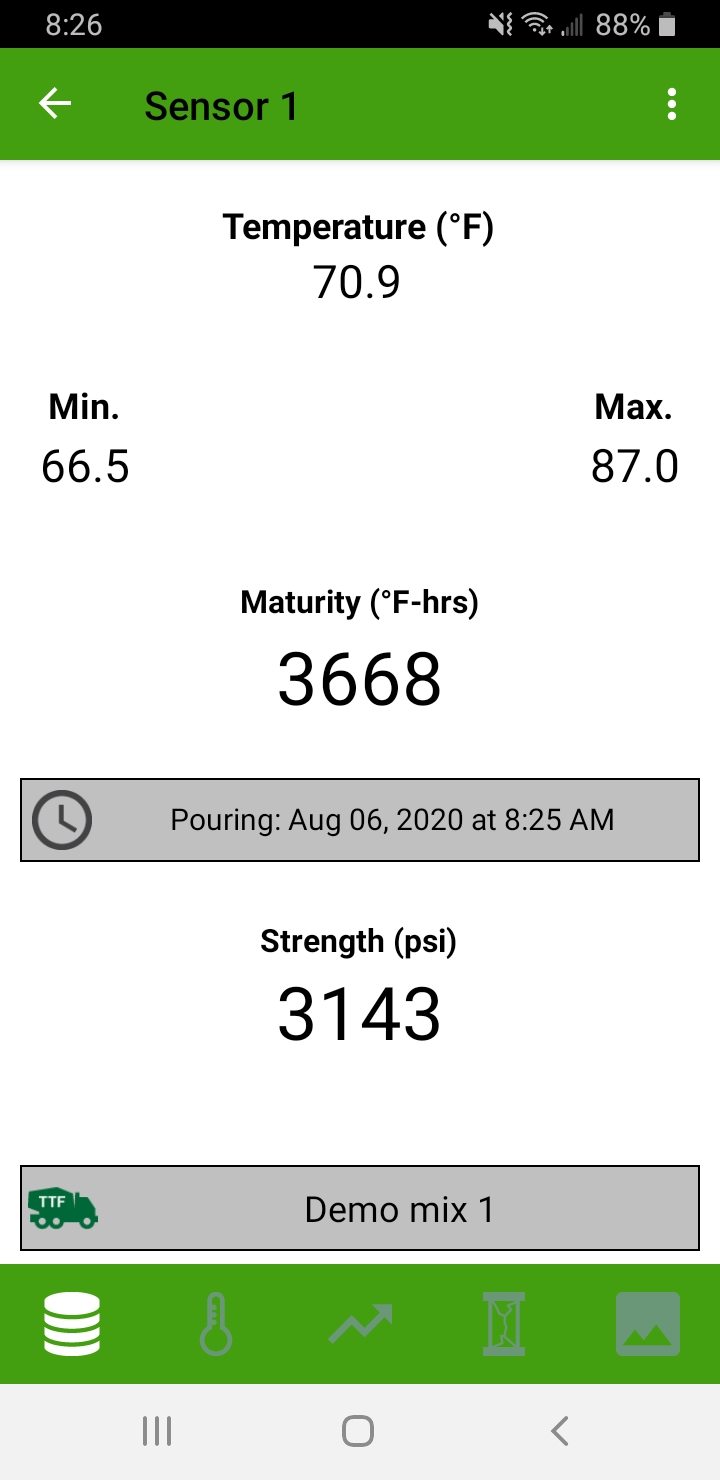 8:26
88%
Sensor 1
Temperature (°F)
70.9
Min. Max.
66.5 87.0
Maturity (°F-hrs)
3668
Pouring: Aug 06, 2020 at 8:25 AM
Strength (psi)
3143
TTF
Demo mix 1